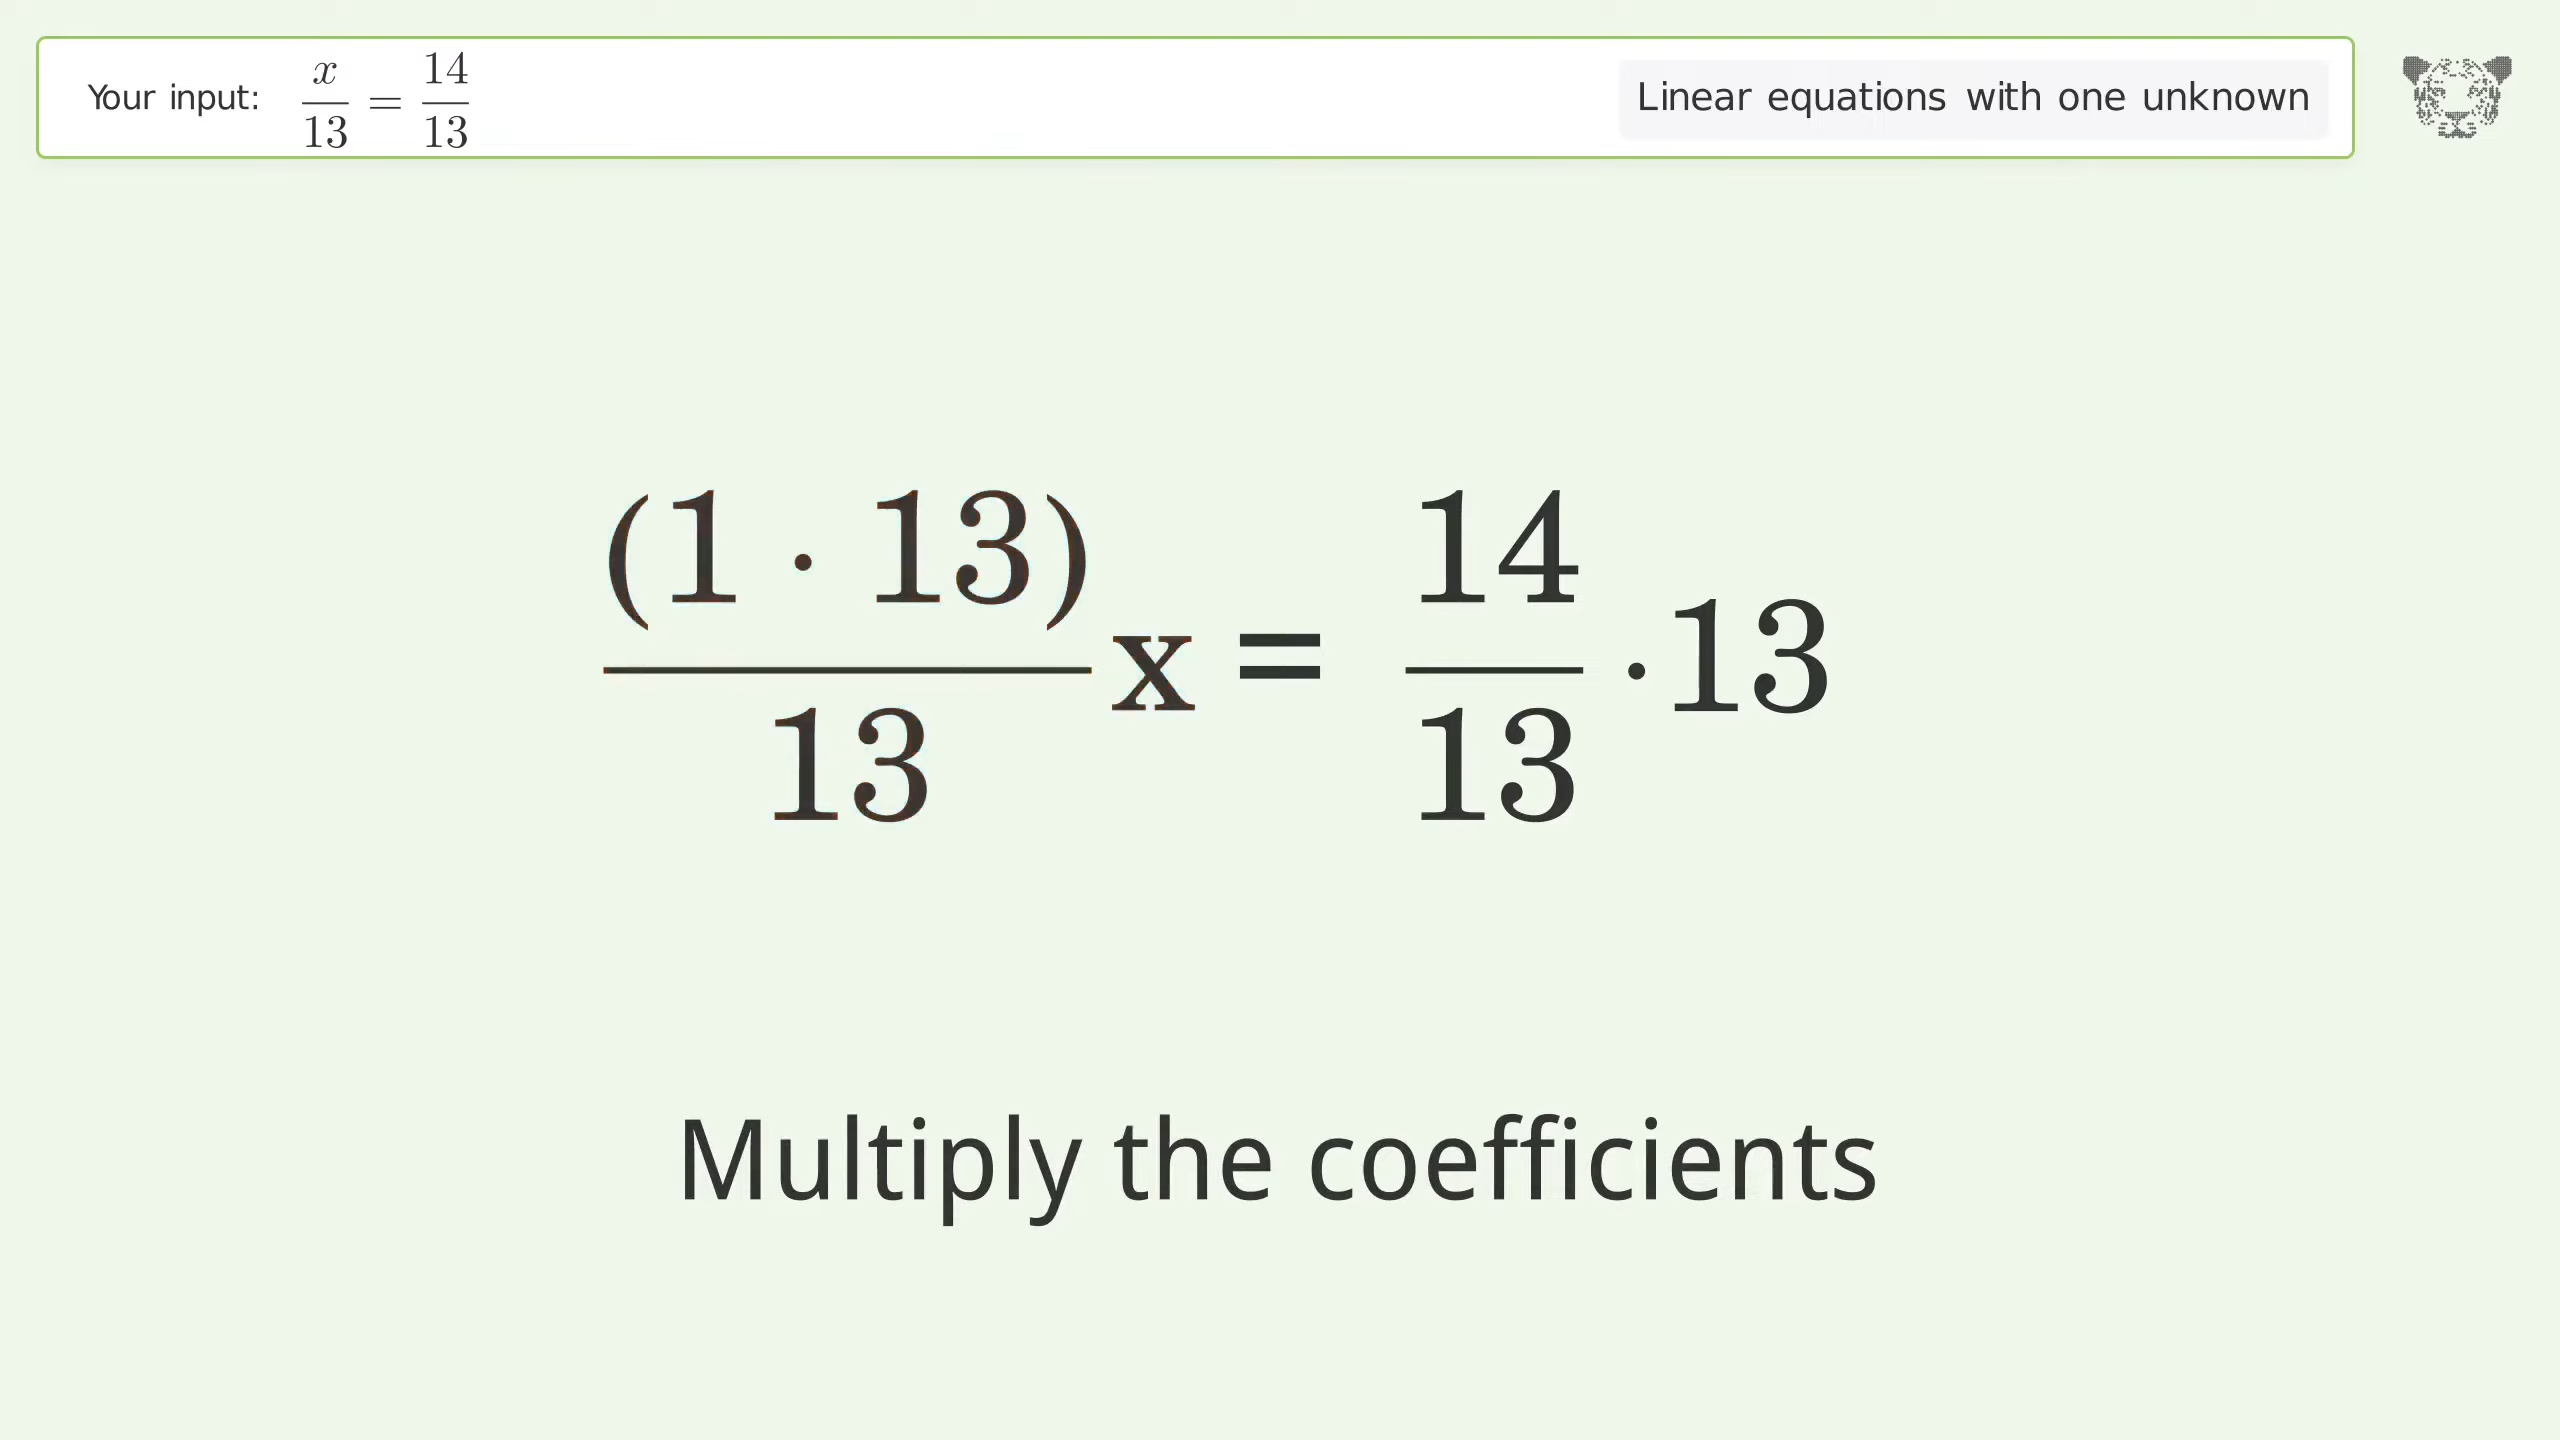 Your input: x/13 = 14/13
Linear equations with one unknown
(1 · 13)/13 x = 14/13 · 13
Multiply the coefficients